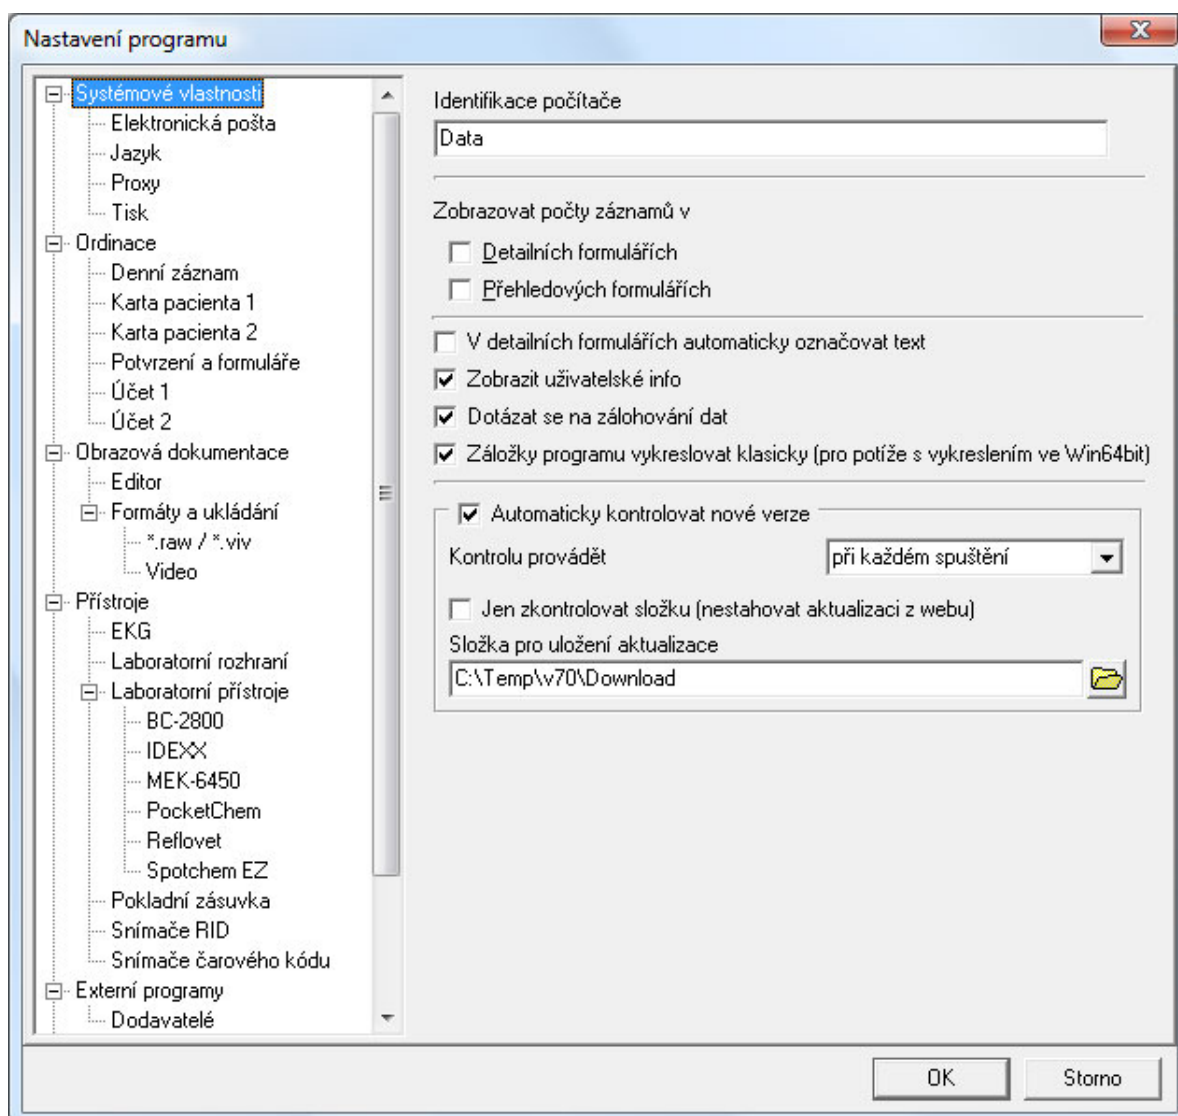 Nastavení programu
Systémové vlastnosti
Elektronická pošta
Jazyk
Proxy
Tisk
Ordinace
Denní záznam
Karta pacienta 1
Karta pacienta 2
Potvrzení a formuláře
Účet 1
Účet 2
Obrazová dokumentace
Editor
Formáty a ukládání
*.raw / *.viv
Video
Přístroje
EKG
Laboratorní rozhraní
Laboratorní přístroje
BC-2800
IDEXX
MEK-6450
PocketChem
Reflovet
Spotchem EZ
Pokladní zásuvka
Snímače RID
Snímače čarového kódu
Externí programy
Dodavatelé
Identifikace počítače
Data
Zobrazovat počty záznamů v
Detailních formulářích
Přehledových formulářích
V detailních formulářích automaticky označovat text
Zobrazit uživatelské info
Dotázat se na zálohování dat
Záložky programu vykreslovat klasicky (pro potíže s vykreslením ve Win64bit)
Automaticky kontrolovat nové verze
Kontrolu provádět
při každém spuštění
Jen zkontrolovat složku (nestahovat aktualizaci z webu)
Složka pro uložení aktualizace
C:\Temp\v70\Download
OK
Storno